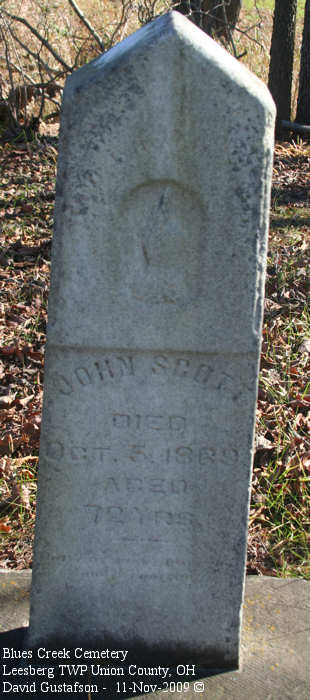 JOHN SCOTT
DIED
OCT. 5, 1889
AGED
72 YRS
Blues Creek Cemetery
Leesberg TWP Union County, OH
David Gustafson - 11-Nov-2009 ©